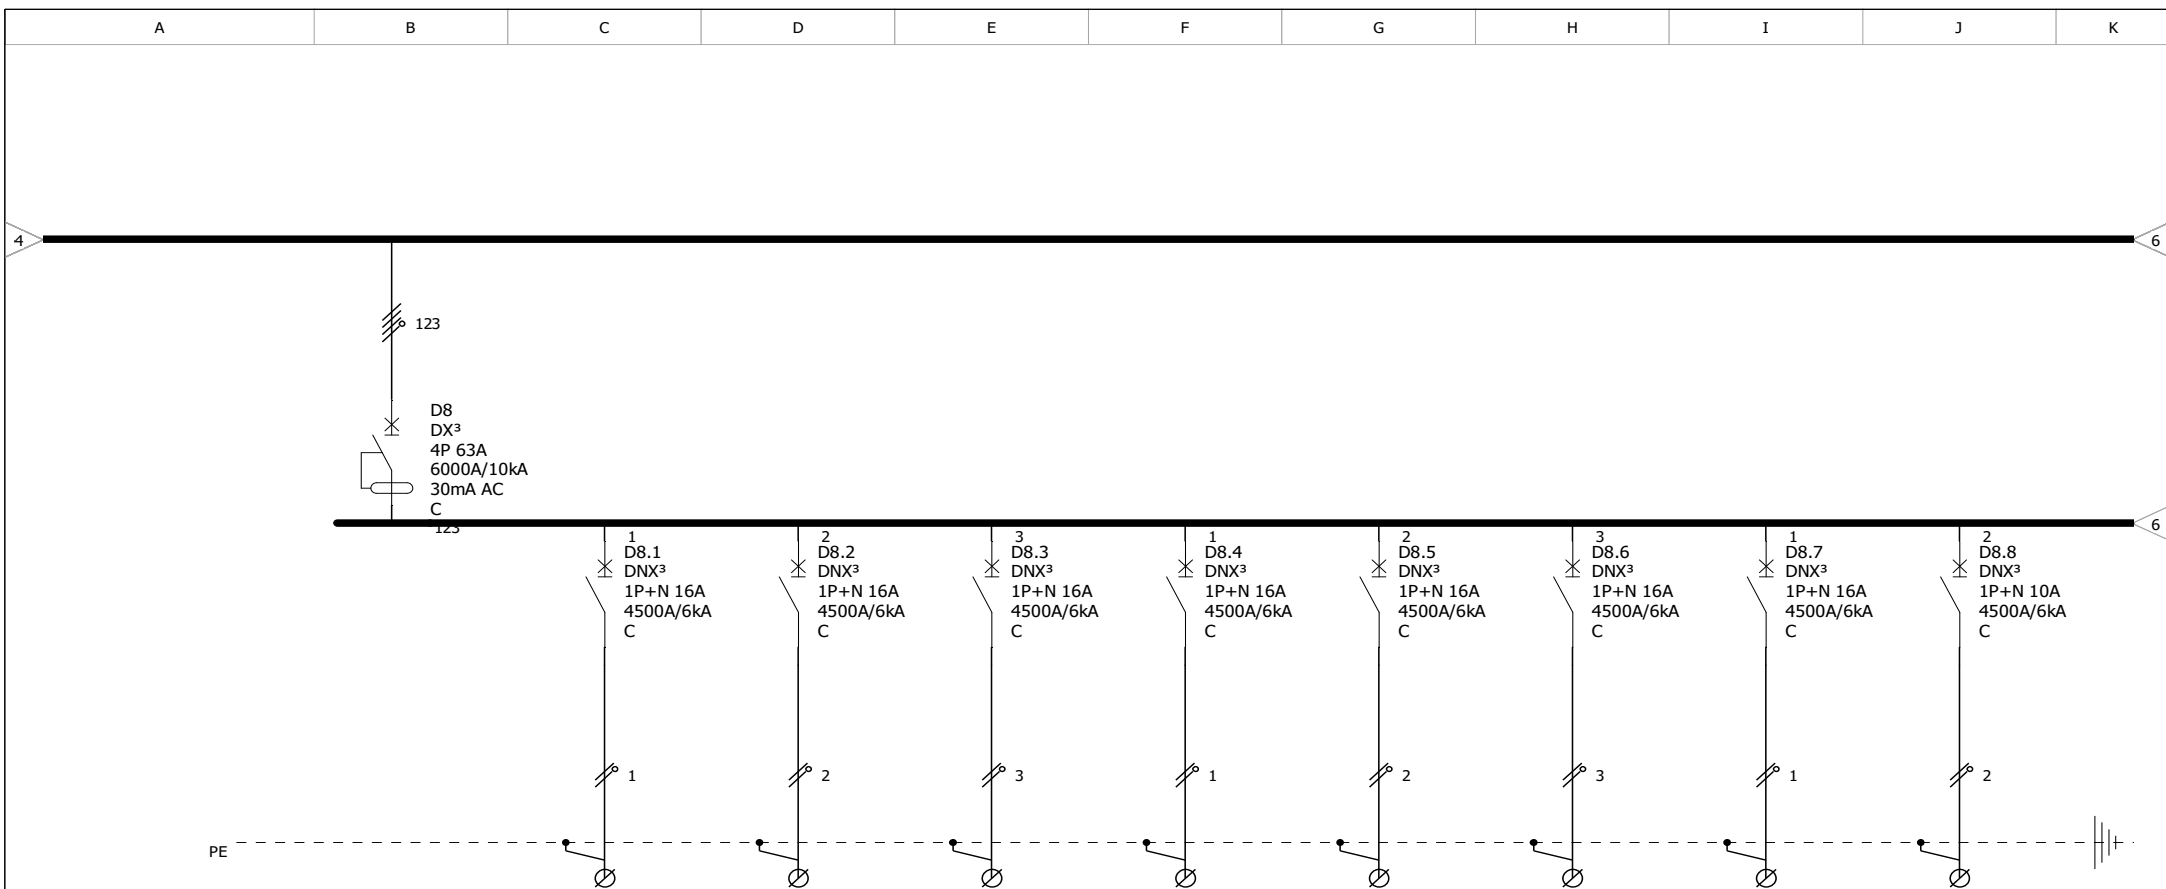 A B C D E F G H I J K
4 6
123
D8
DX³
4P 63A
6000A/10kA
30mA AC
C
6
123
1 2 3 1 2 3 1 2
D8.1 D8.2 D8.3 D8.4 D8.5 D8.6 D8.7 D8.8
DNX³ DNX³ DNX³ DNX³ DNX³ DNX³ DNX³ DNX³
1P+N 16A 1P+N 16A 1P+N 16A 1P+N 16A 1P+N 16A 1P+N 16A 1P+N 16A 1P+N 10A
4500A/6kA 4500A/6kA 4500A/6kA 4500A/6kA 4500A/6kA 4500A/6kA 4500A/6kA 4500A/6kA
C C C C C C C C
1 2 3 1 2 3 1 2
PE